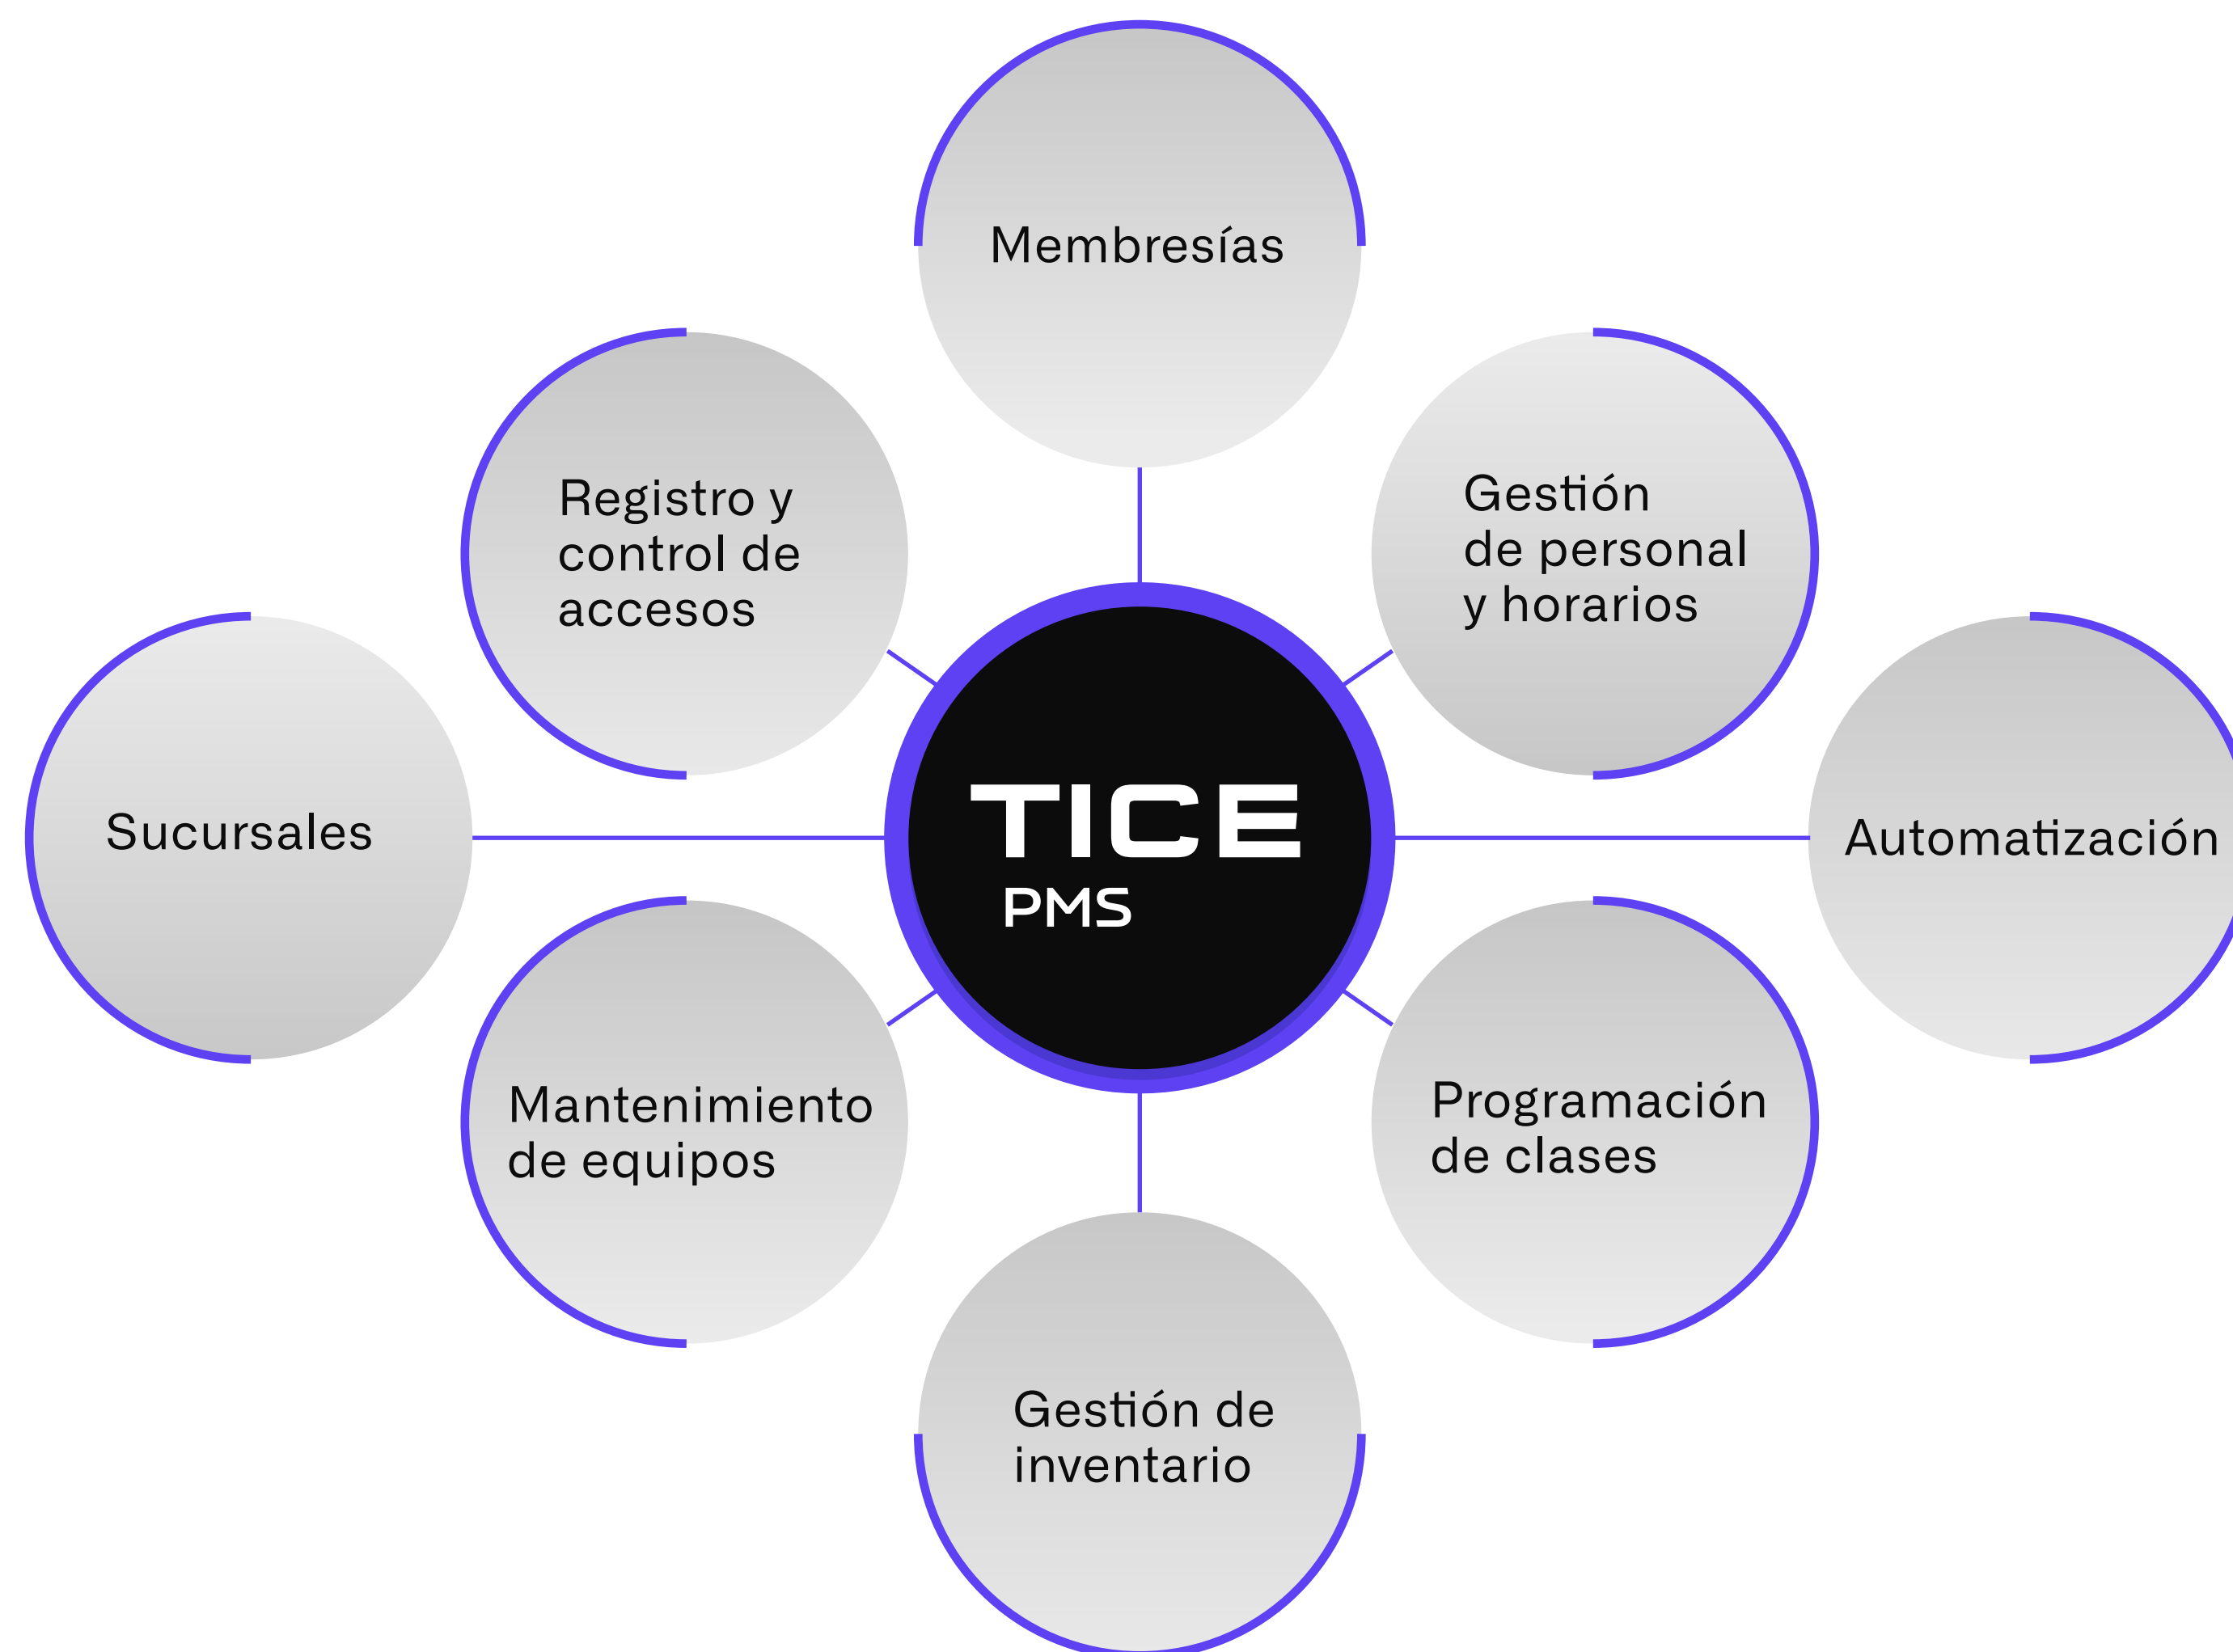 Membresías
Registro y
control de
accesos
Gestión
de personal
y horarios
Sucursales
TICE
PMS
Automatización
Mantenimiento
de equipos
Programación
de clases
Gestión de
inventario